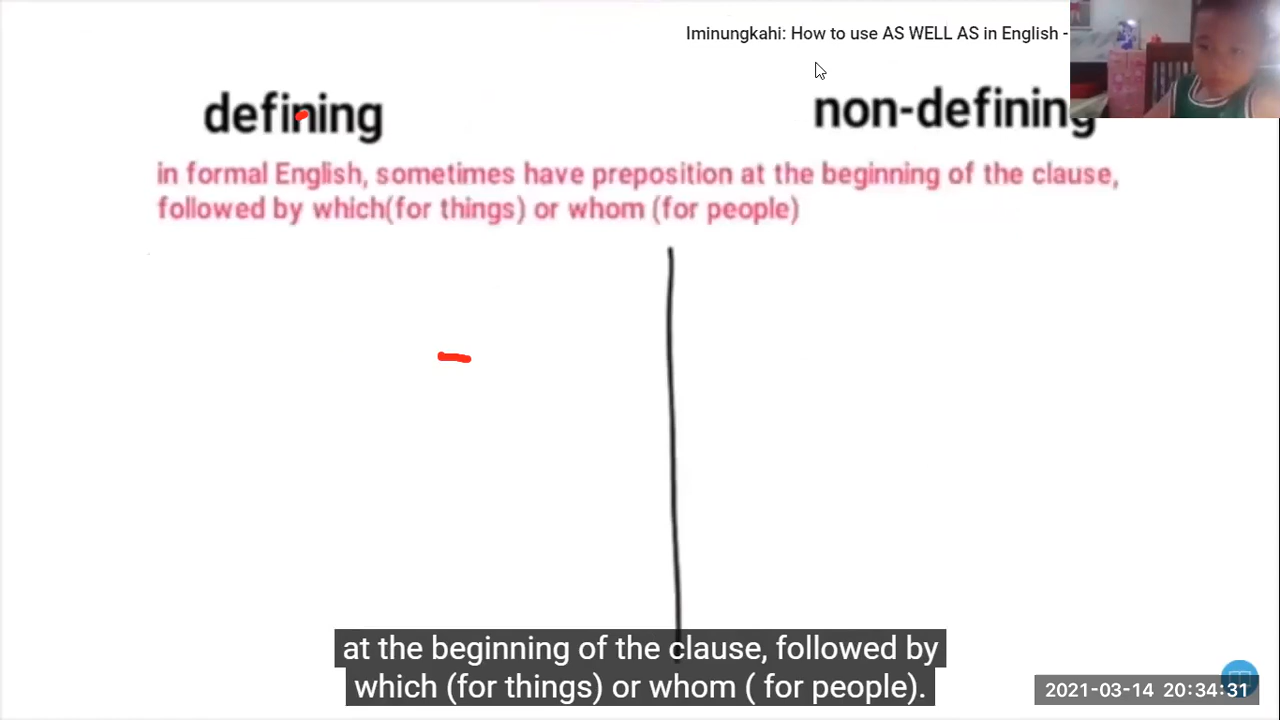 Iminungkahi: How to use AS WELL AS in English -
defining
non-defining
in formal English, sometimes have preposition at the beginning of the clause,
followed by which(for things) or whom (for people)
at the beginning of the clause, followed by
which (for things) or whom ( for people).
2021-03-14 20:34:31